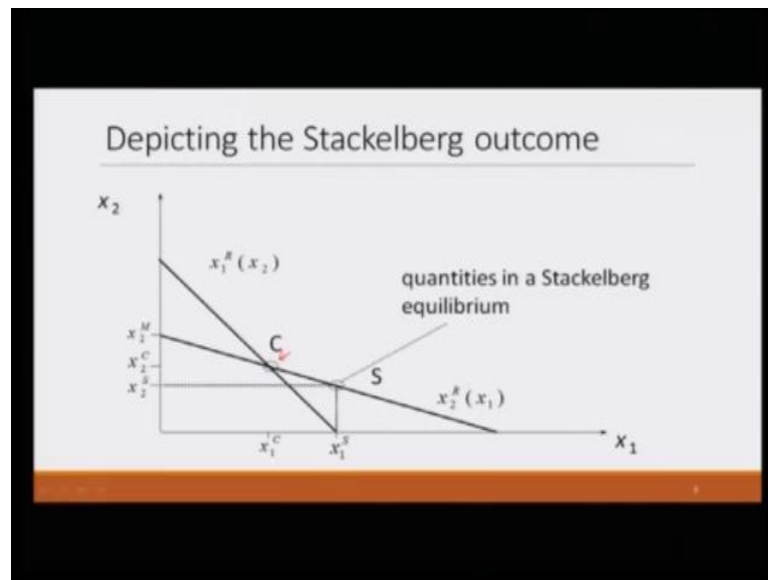 Depicting the Stackelberg outcome
x₂
x₁ᴿ(x₂)
quantities in a Stackelberg
equilibrium
x₂ᴹ
C
x₂ᶜ
S
x₂ˢ
x₂ᴿ(x₁)
x₁ᶜ
x₁ˢ
x₁